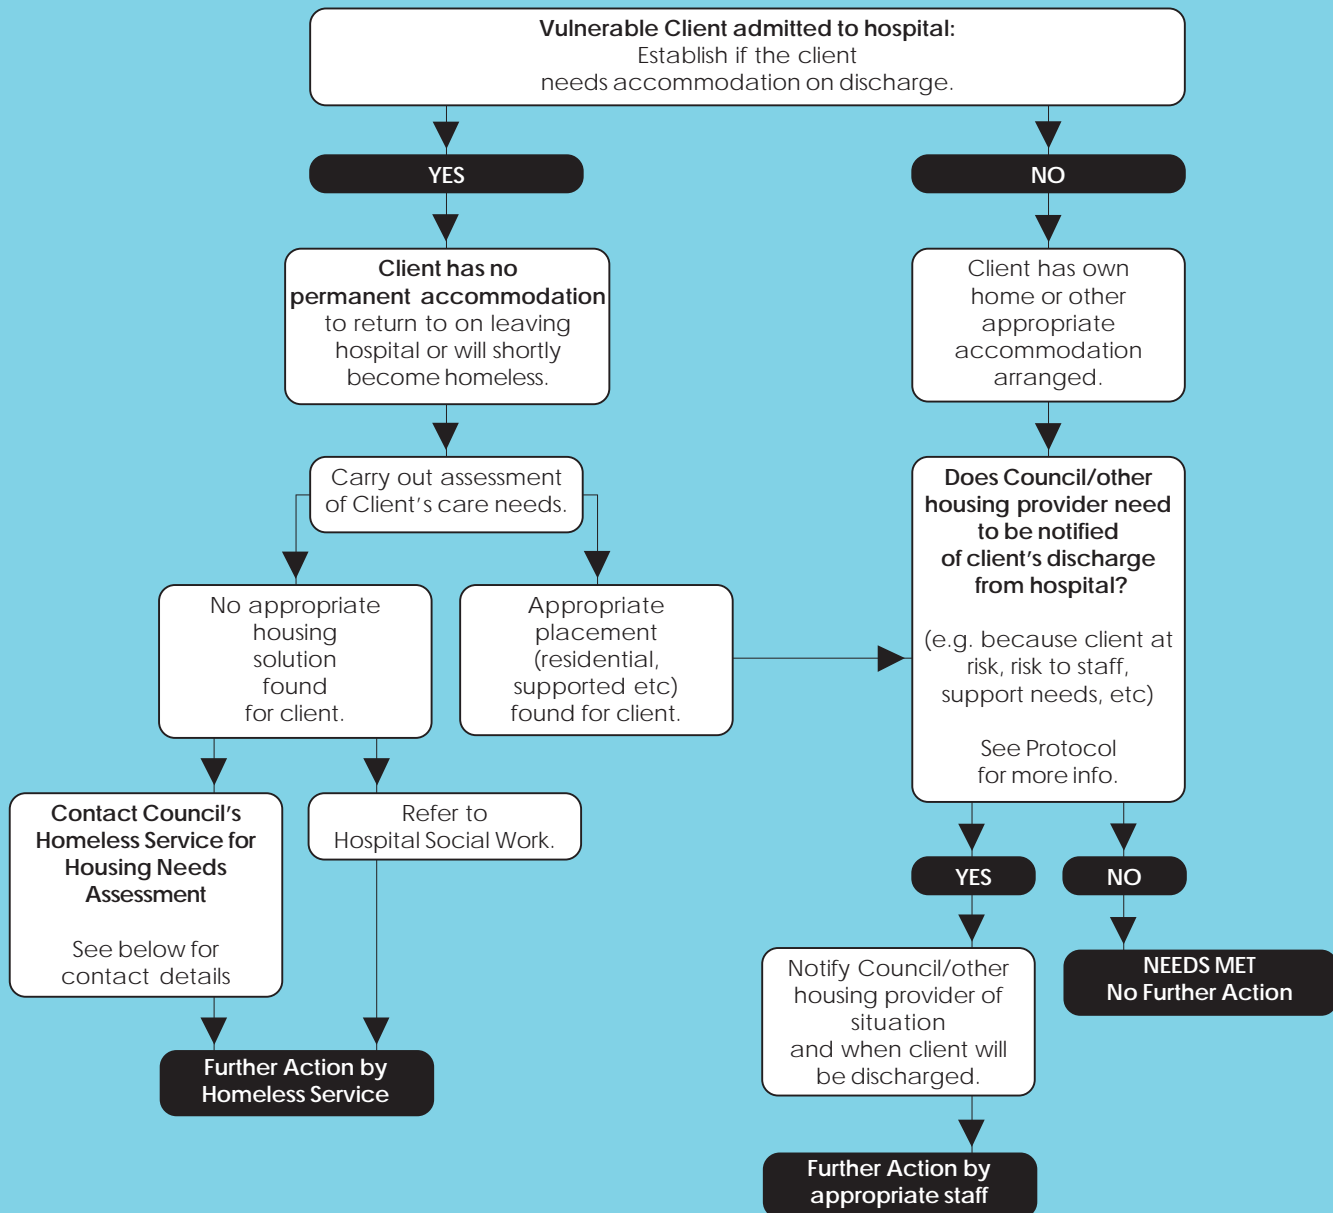 Vulnerable Client admitted to hospital:
Establish if the client
needs accommodation on discharge.
YES
NO
Client has no
permanent accommodation
to return to on leaving
hospital or will shortly
become homeless.
Client has own
home or other
appropriate
accommodation
arranged.
Carry out assessment
of Client's care needs.
Does Council/other
housing provider need
to be notified
of client's discharge
from hospital?
(e.g. because client at
risk, risk to staff,
support needs, etc)
See Protocol
for more info.
No appropriate
housing
solution
found
for client.
Appropriate
placement
(residential,
supported etc)
found for client.
Contact Council's
Homeless Service for
Housing Needs
Assessment
See below for
contact details
Refer to
Hospital Social Work.
YES
NO
Notify Council/other
housing provider of
situation
and when client will
be discharged.
NEEDS MET
No Further Action
Further Action by
Homeless Service
Further Action by
appropriate staff